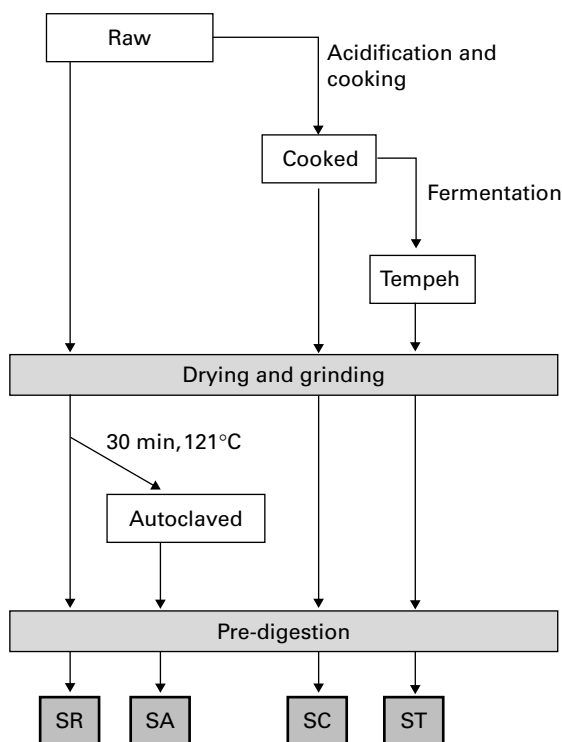 Raw
Acidification and
cooking
Cooked
Fermentation
Tempeh
Drying and grinding
30 min, 121°C
Autoclaved
Pre-digestion
SR
SA
SC
ST